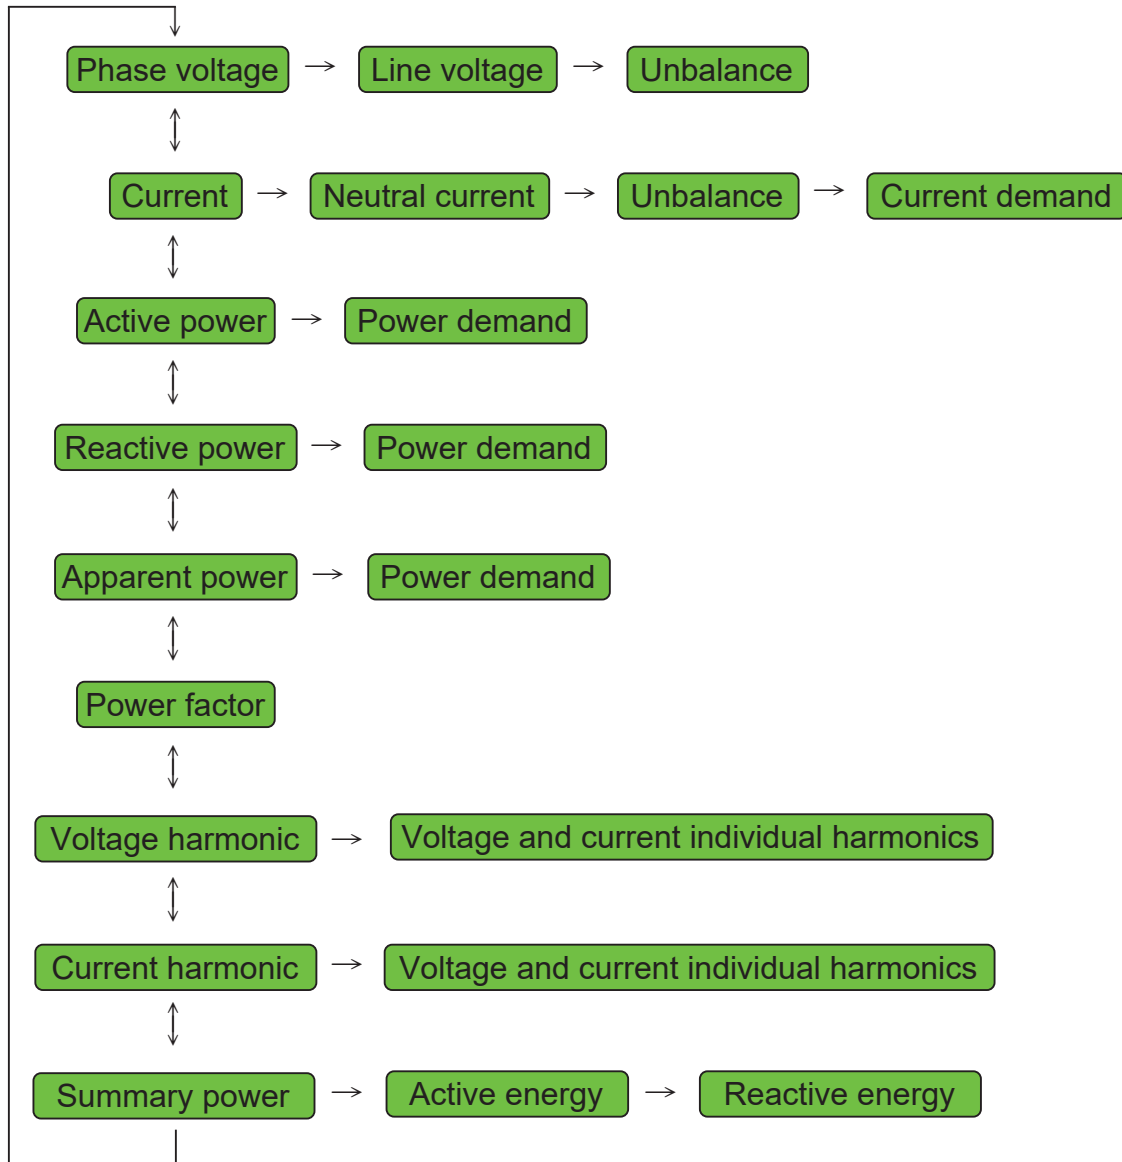 Phase voltage
Line voltage
Unbalance
Current
Neutral current
Unbalance
Current demand
Active power
Power demand
Reactive power
Power demand
Apparent power
Power demand
Power factor
Voltage harmonic
Voltage and current individual harmonics
Current harmonic
Voltage and current individual harmonics
Summary power
Active energy
Reactive energy